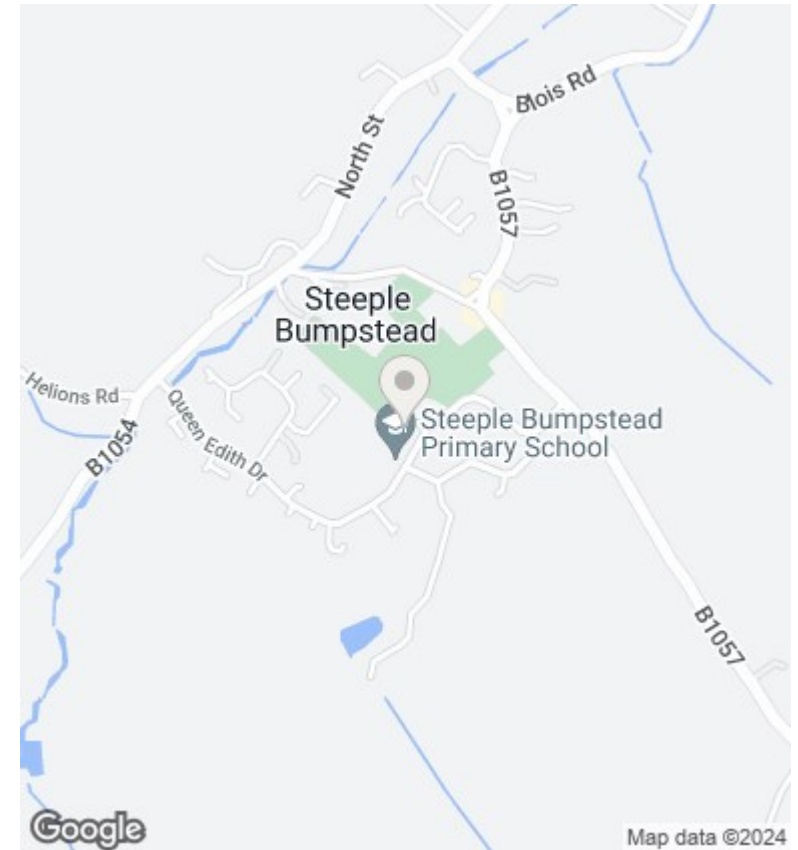 Blois Rd
North St
B1057
Steeple
Bumpstead
Helions Rd
Queen Edith Dr
B1054
Steeple Bumpstead
Primary School
B1057
Google
Map data ©2024